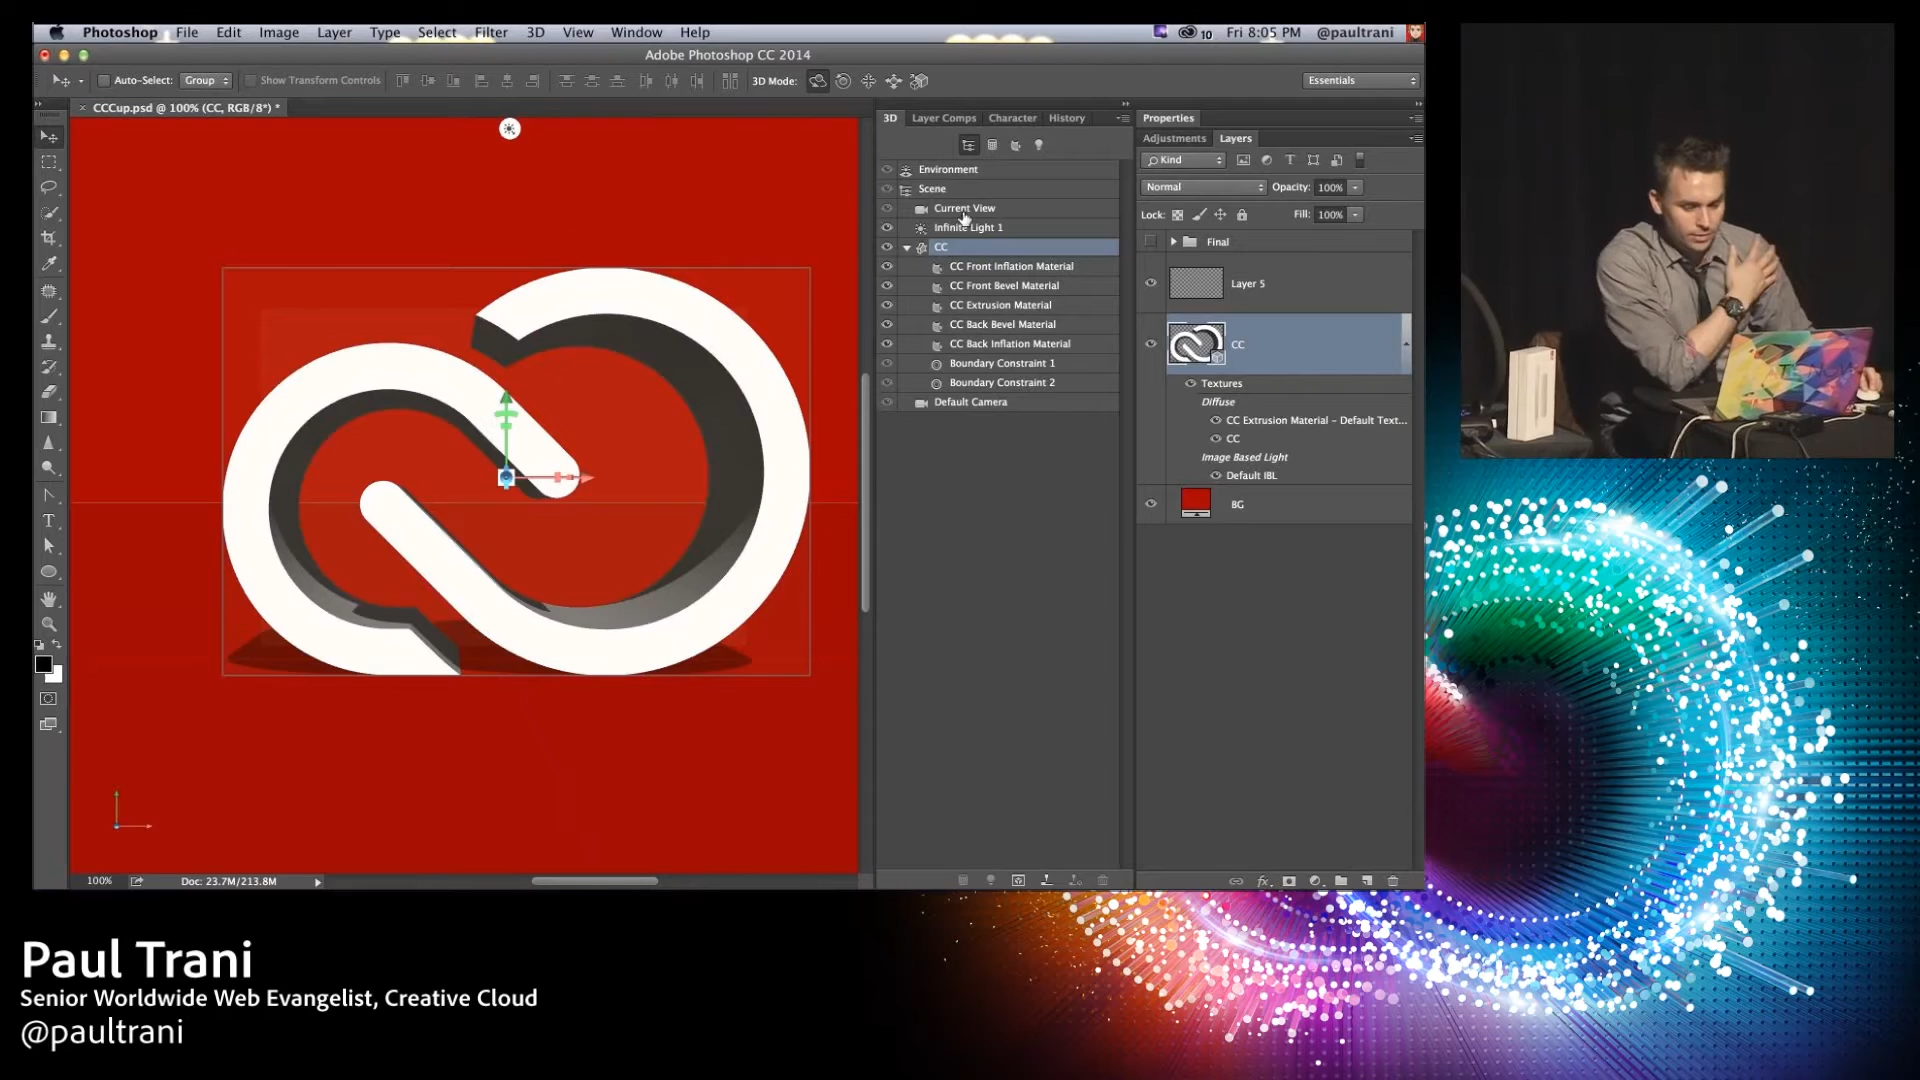 Photoshop File Edit Image Layer Type Select Filter 3D View Window Help
10 Fri 8:05 PM @paultrani
Adobe Photoshop CC 2014
Auto-Select: Group Show Transform Controls 3D Mode: Essentials
× CCCup.psd @ 100% (CC, RGB/8*) *
3D Layer Comps Character History
Environment
Scene
Current View
Infinite Light 1
CC
CC Front Inflation Material
CC Front Bevel Material
CC Extrusion Material
CC Back Bevel Material
CC Back Inflation Material
Boundary Constraint 1
Boundary Constraint 2
Default Camera
Properties
Adjustments Layers
Kind
Normal Opacity: 100%
Lock: Fill: 100%
Final
Layer 5
CC
Textures
Diffuse
CC Extrusion Material - Default Text...
CC
Image Based Light
Default IBL
BG
100% Doc: 23.7M/213.8M
Paul Trani
Senior Worldwide Web Evangelist, Creative Cloud
@paultrani